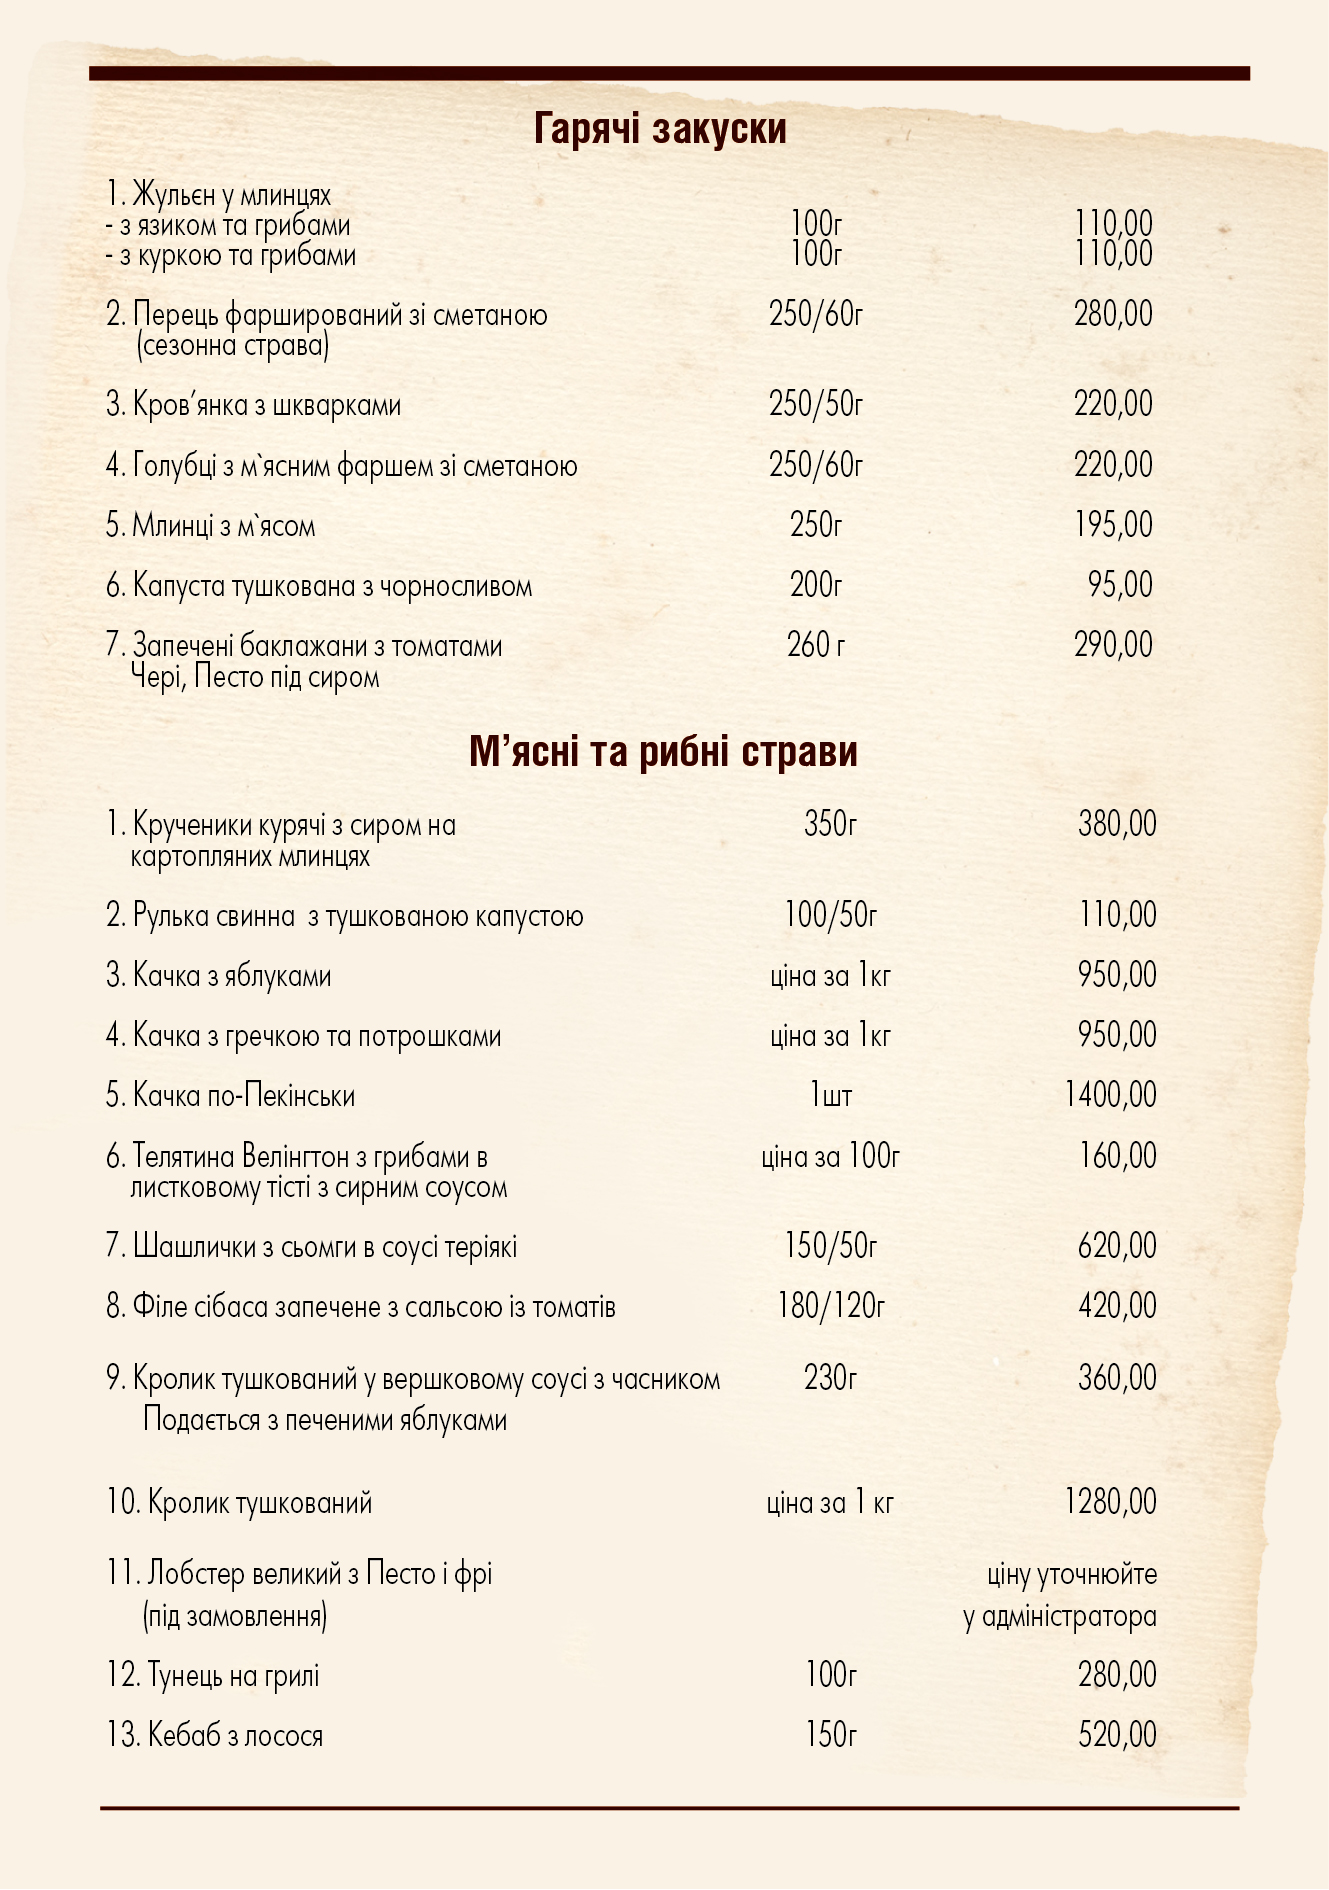 Гарячі закуски
1. Жульєн у млинцях
- з язиком та грибами 100г 110,00
- з куркою та грибами 100г 110,00
2. Перець фарширований зі сметаною 250/60г 280,00
(сезонна страва)
3. Кров’янка з шкварками 250/50г 220,00
4. Голубці з м`ясним фаршем зі сметаною 250/60г 220,00
5. Млинці з м`ясом 250г 195,00
6. Капуста тушкована з чорносливом 200г 95,00
7. Запечені баклажани з томатами 260 г 290,00
Чері, Песто під сиром
М’ясні та рибні страви
1. Крученики курячі з сиром на 350г 380,00
картопляних млинцях
2. Рулька свинна з тушкованою капустою 100/50г 110,00
3. Качка з яблуками ціна за 1кг 950,00
4. Качка з гречкою та потрошками ціна за 1кг 950,00
5. Качка по-Пекінськи 1шт 1400,00
6. Телятина Велінгтон з грибами в ціна за 100г 160,00
листковому тісті з сирним соусом
7. Шашлички з сьомги в соусі теріякі 150/50г 620,00
8. Філе сібаса запечене з сальсою із томатів 180/120г 420,00
9. Кролик тушкований у вершковому соусі з часником 230г 360,00
Подається з печеними яблуками
10. Кролик тушкований ціна за 1 кг 1280,00
11. Лобстер великий з Песто і фрі ціну уточнюйте
(під замовлення) у адміністратора
12. Тунець на грилі 100г 280,00
13. Кебаб з лосося 150г 520,00